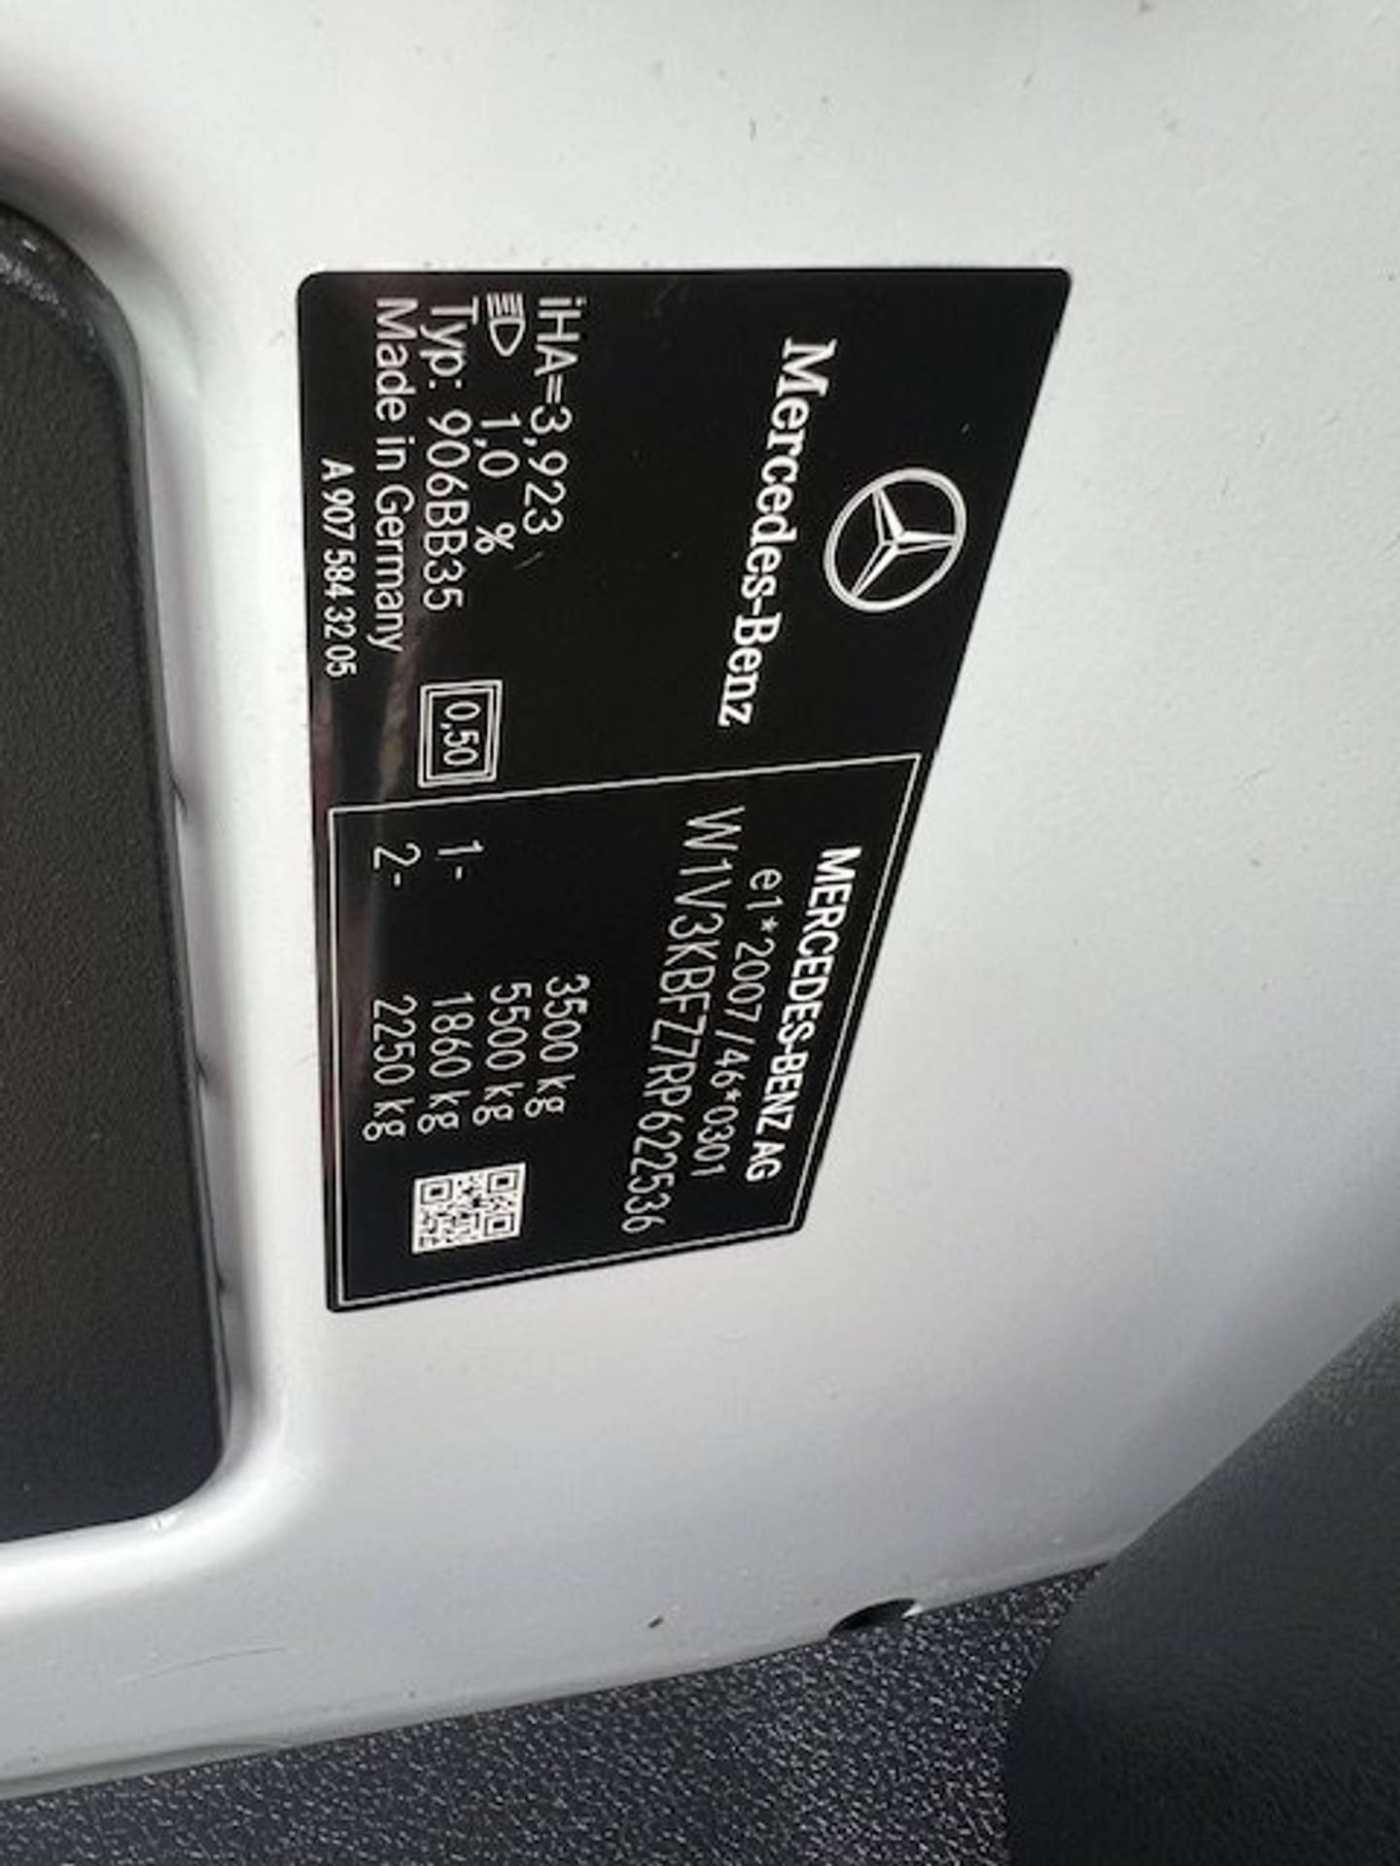 Mercedes-Benz
iHA=3,923
1,0 %
Typ: 906BB35
Made in Germany
A 907 584 32 05
0,50
MERCEDES-BENZ AG
e1*2007/46*0301
W1V3KBFZ7RP622536
3500 kg
5500 kg
1- 1860 kg
2- 2250 kg